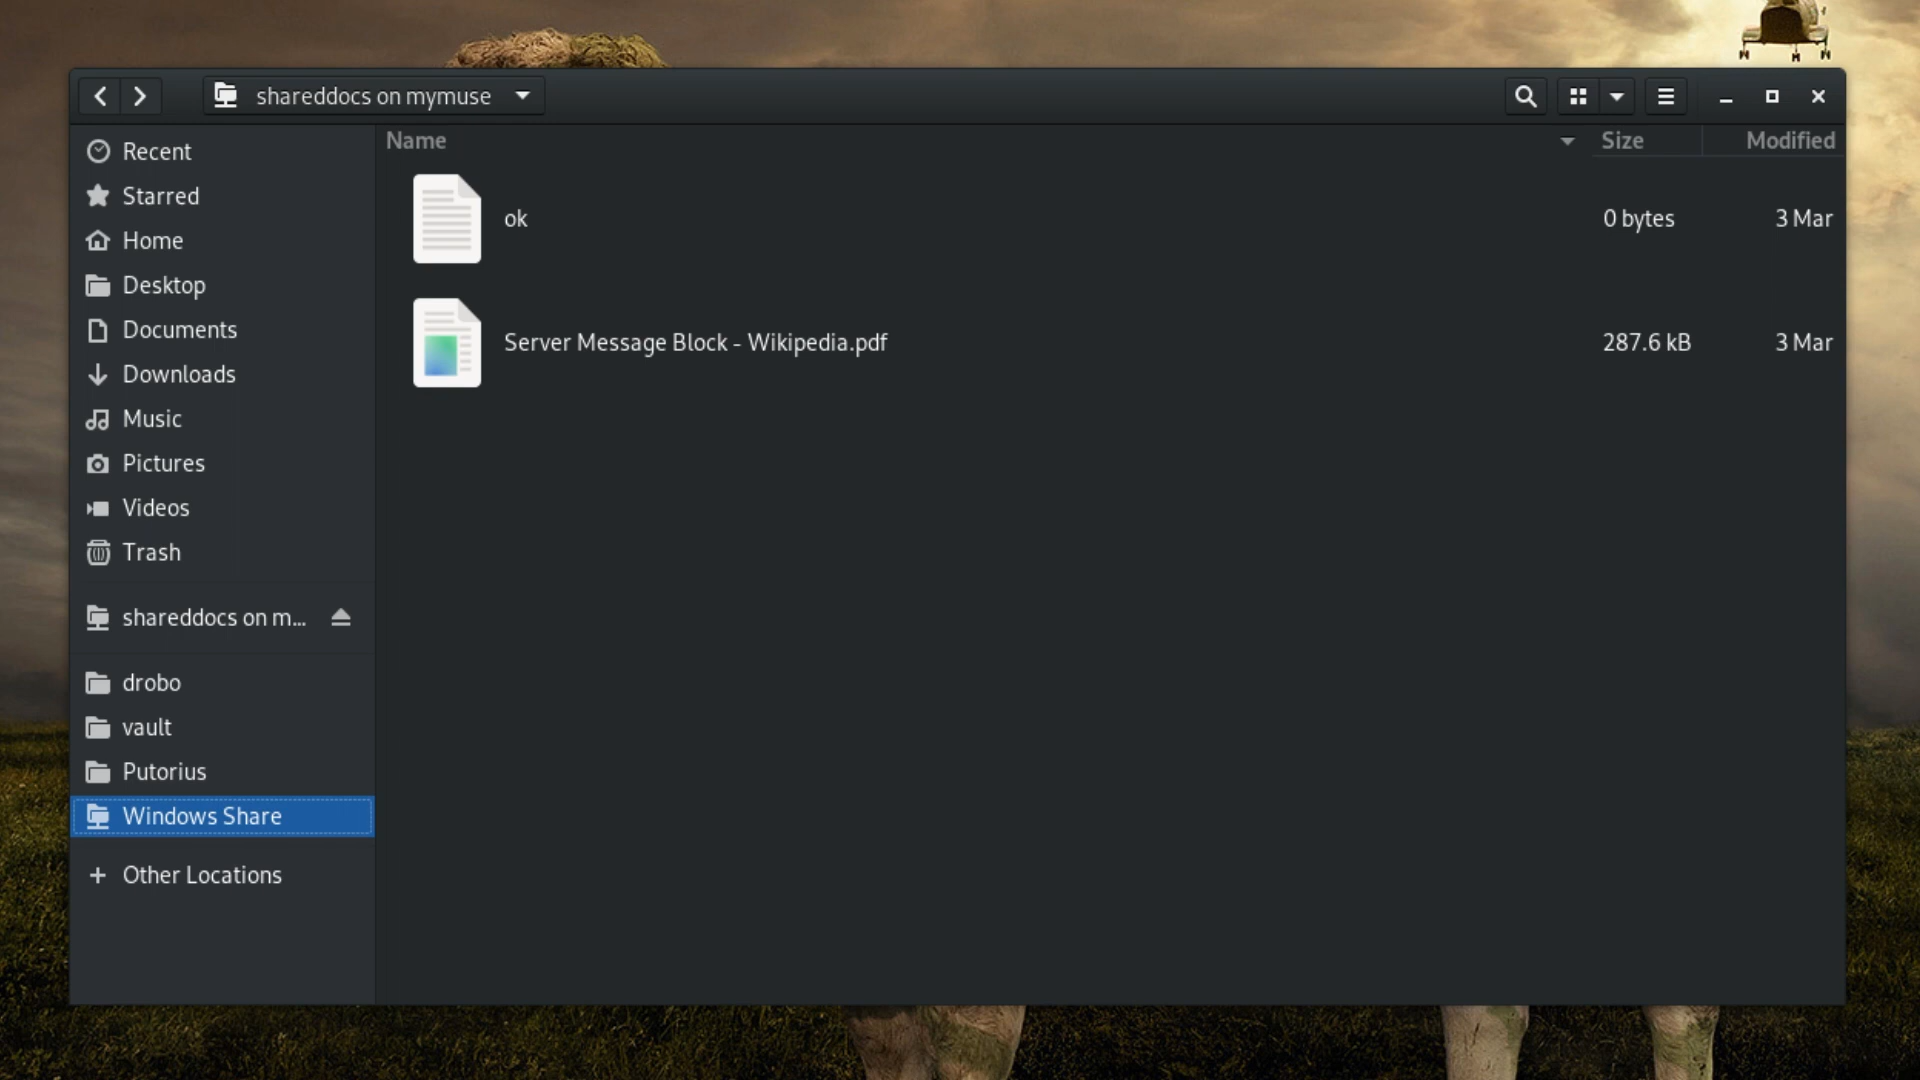 shareddocs on mymuse
Recent
Starred
Home
Desktop
Documents
Downloads
Music
Pictures
Videos
Trash
shareddocs on m...
drobo
vault
Putorius
Windows Share
Other Locations
Name Size Modified
ok 0 bytes 3 Mar
Server Message Block - Wikipedia.pdf 287.6 kB 3 Mar